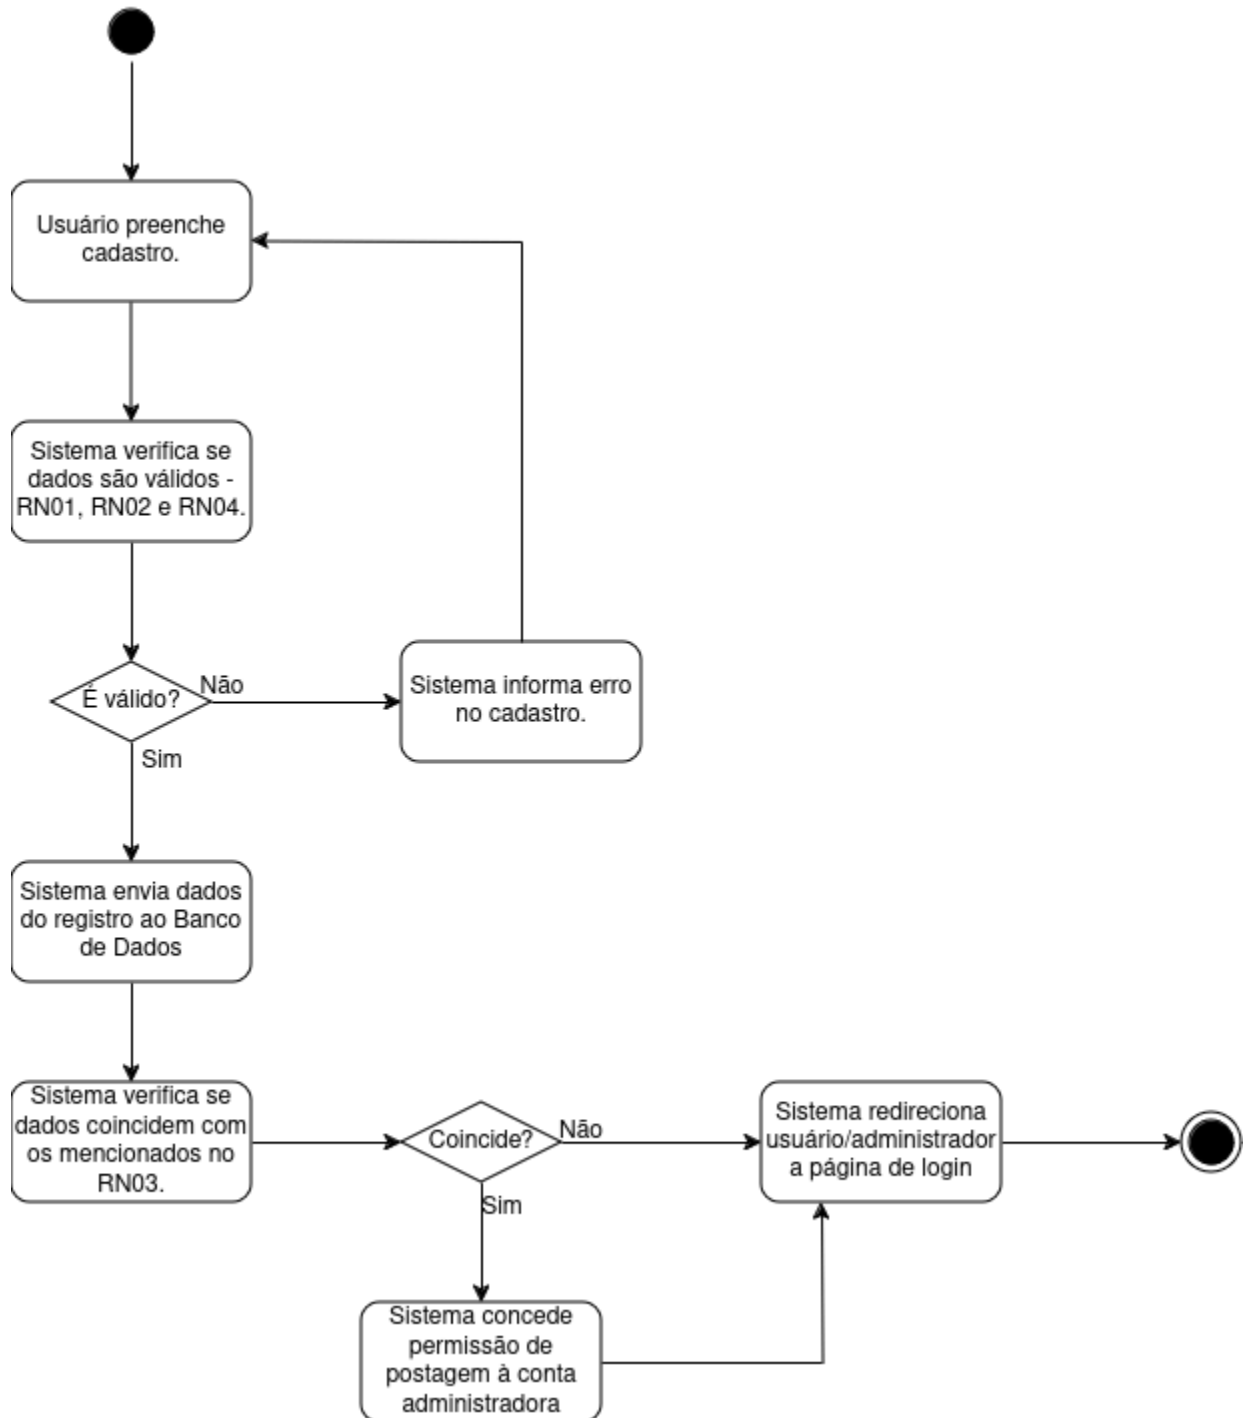 Usuário preenche
cadastro.
Sistema verifica se
dados são válidos -
RN01, RN02 e RN04.
É válido?
Não
Sistema informa erro
no cadastro.
Sim
Sistema envia dados
do registro ao Banco
de Dados
Sistema verifica se
dados coincidem com
os mencionados no
RN03.
Coincide?
Não
Sistema redireciona
usuário/administrador
a página de login
Sim
Sistema concede
permissão de
postagem à conta
administradora